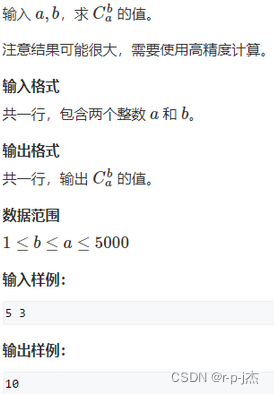 输入 a, b，求 C_a^b 的值。
注意结果可能很大，需要使用高精度计算。
输入格式
共一行，包含两个整数 a 和 b。
输出格式
共一行，输出 C_a^b 的值。
数据范围
1 ≤ b ≤ a ≤ 5000
输入样例：
5 3
输出样例：
10
CSDN @r-p-j杰